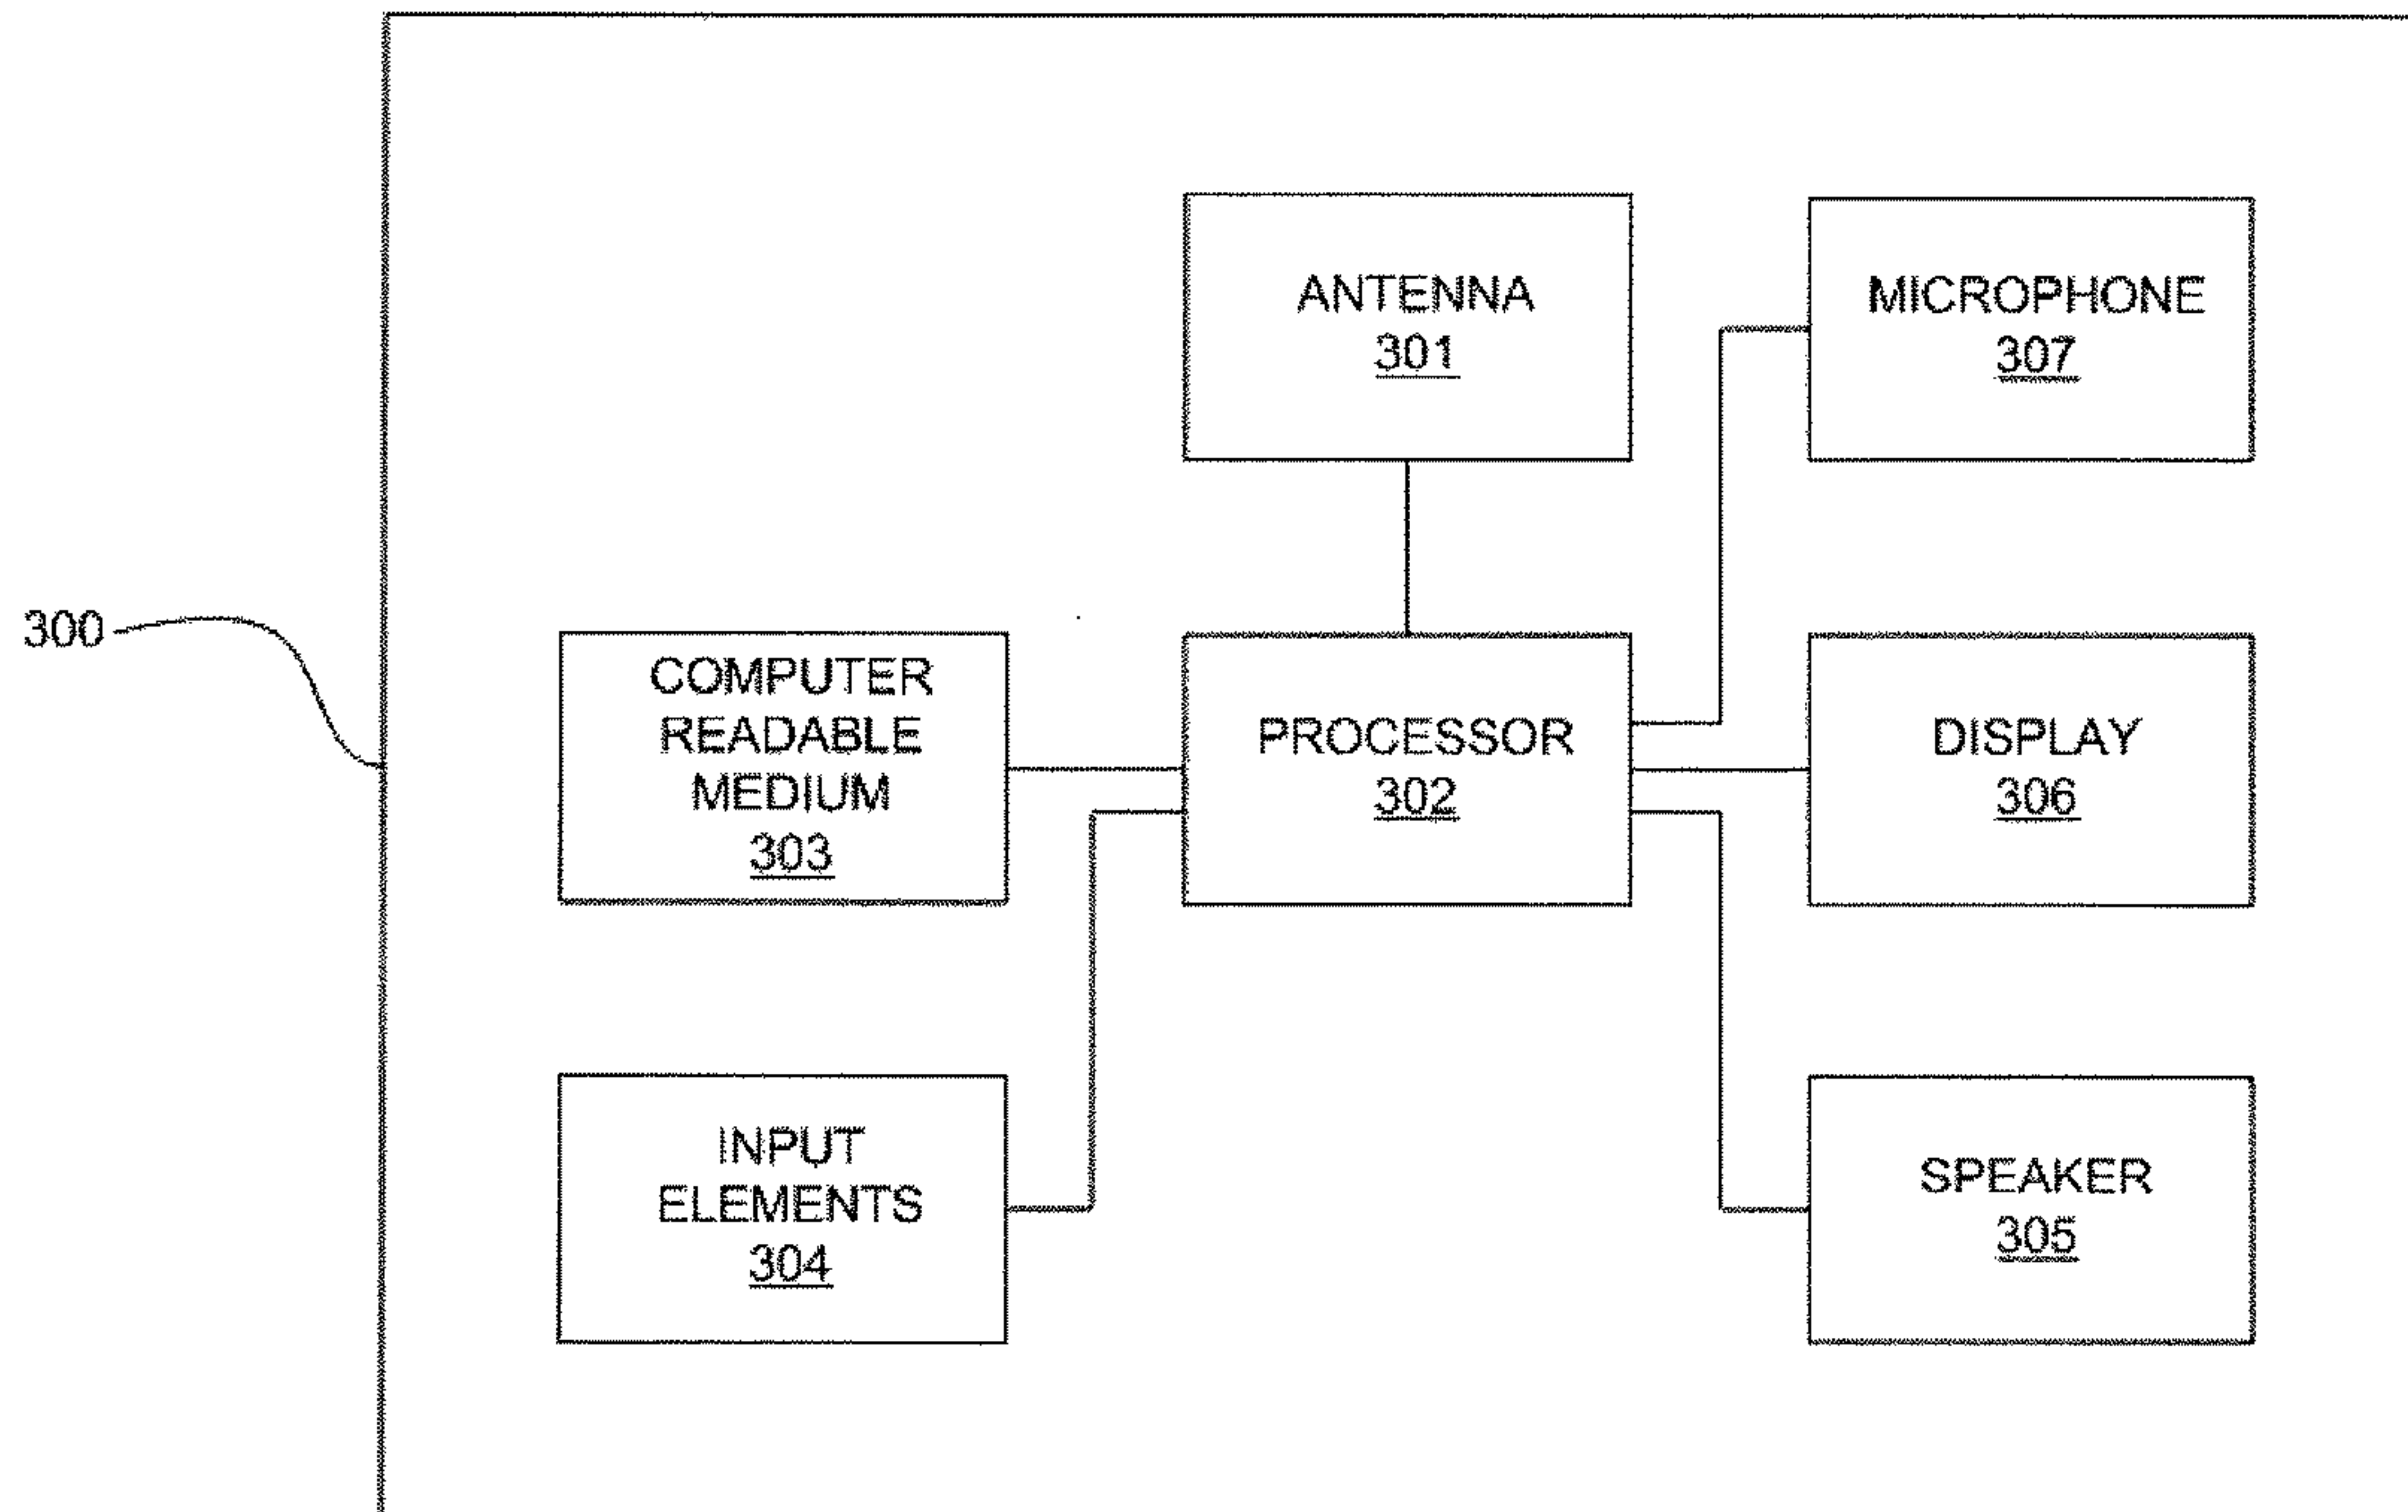 ANTENNA
301
MICROPHONE
307
300
COMPUTER
READABLE
MEDIUM
303
PROCESSOR
302
DISPLAY
306
INPUT
ELEMENTS
304
SPEAKER
305